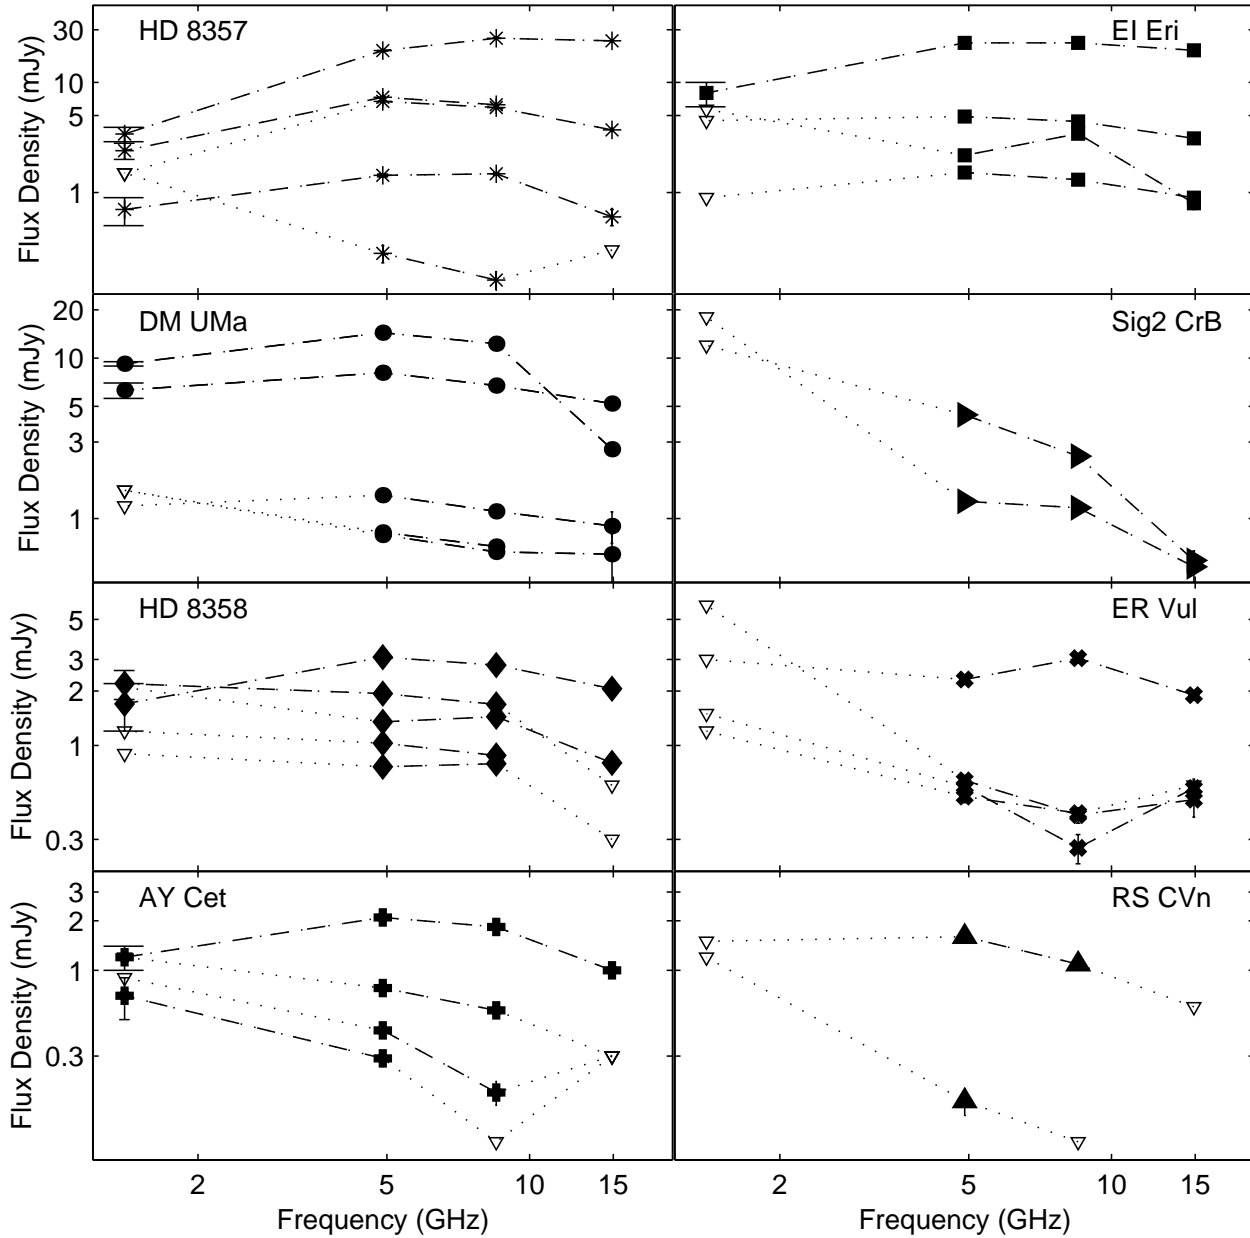 HD 8357
EI Eri
30
10
5
1
Flux Density (mJy)
DM UMa
Sig2 CrB
20
10
5
3
1
Flux Density (mJy)
HD 8358
ER Vul
5
3
2
1
0.3
Flux Density (mJy)
AY Cet
RS CVn
3
2
1
0.3
Flux Density (mJy)
2 5 10 15
2 5 10 15
Frequency (GHz)
Frequency (GHz)